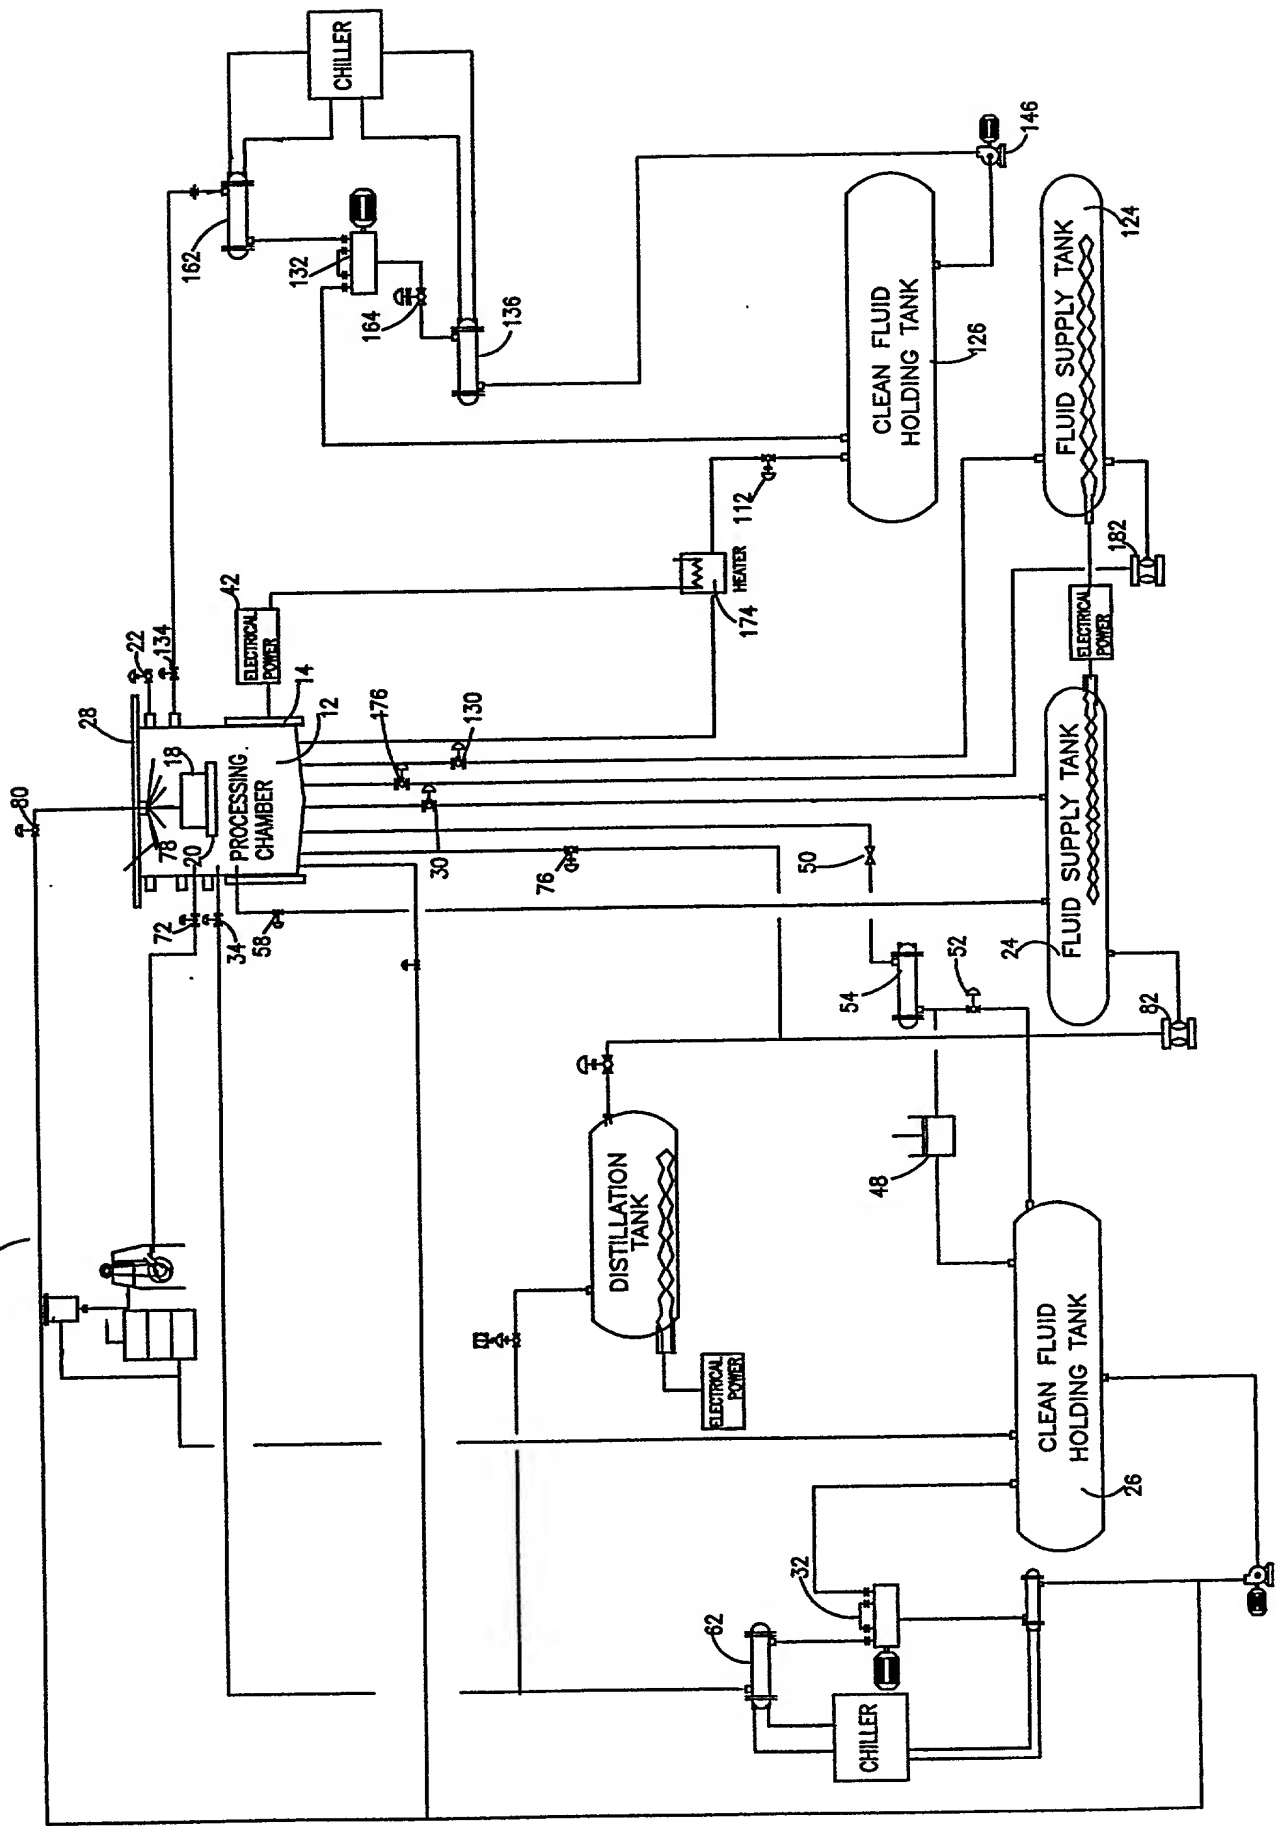 CHILLER
162
132
164
136
146
CLEAN FLUID
HOLDING TANK
126
FLUID SUPPLY TANK
124
182
112
HEATER
174
42
ELECTRICAL
POWER
134
22
14
12
28
18
PROCESSING
CHAMBER
78
20
80
176
130
30
76
50
72
34
58
ELECTRICAL
POWER
FLUID SUPPLY TANK
24
52
54
82
48
DISTILLATION
TANK
ELECTRICAL
POWER
CLEAN FLUID
HOLDING TANK
26
32
62
CHILLER